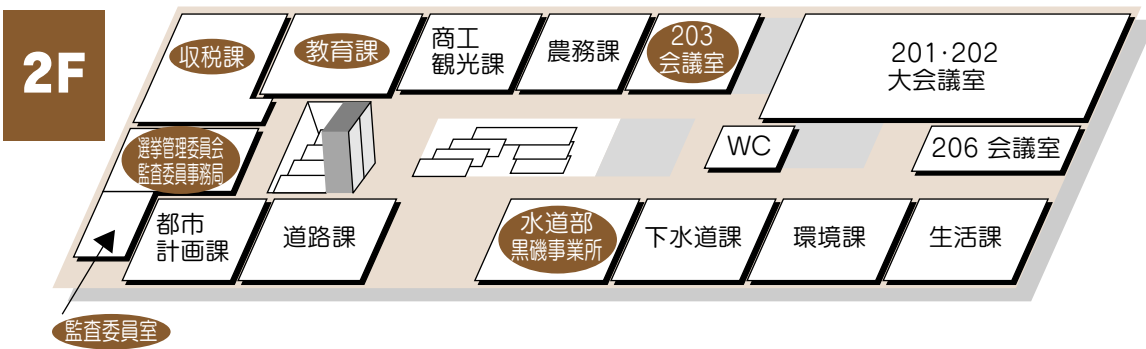 2F
収税課
教育課
商工
観光課
農務課
203
会議室
201·202
大会議室
選挙管理委員会
監査委員事務局
WC
206 会議室
都市
計画課
道路課
水道部
黒磯事業所
下水道課
環境課
生活課
監査委員室